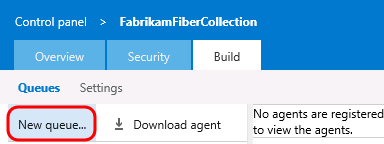 Control panel > FabrikamFiberCollection
Overview Security Build
Queues Settings
New queue... Download agent
No agents are registered
to view the agents.